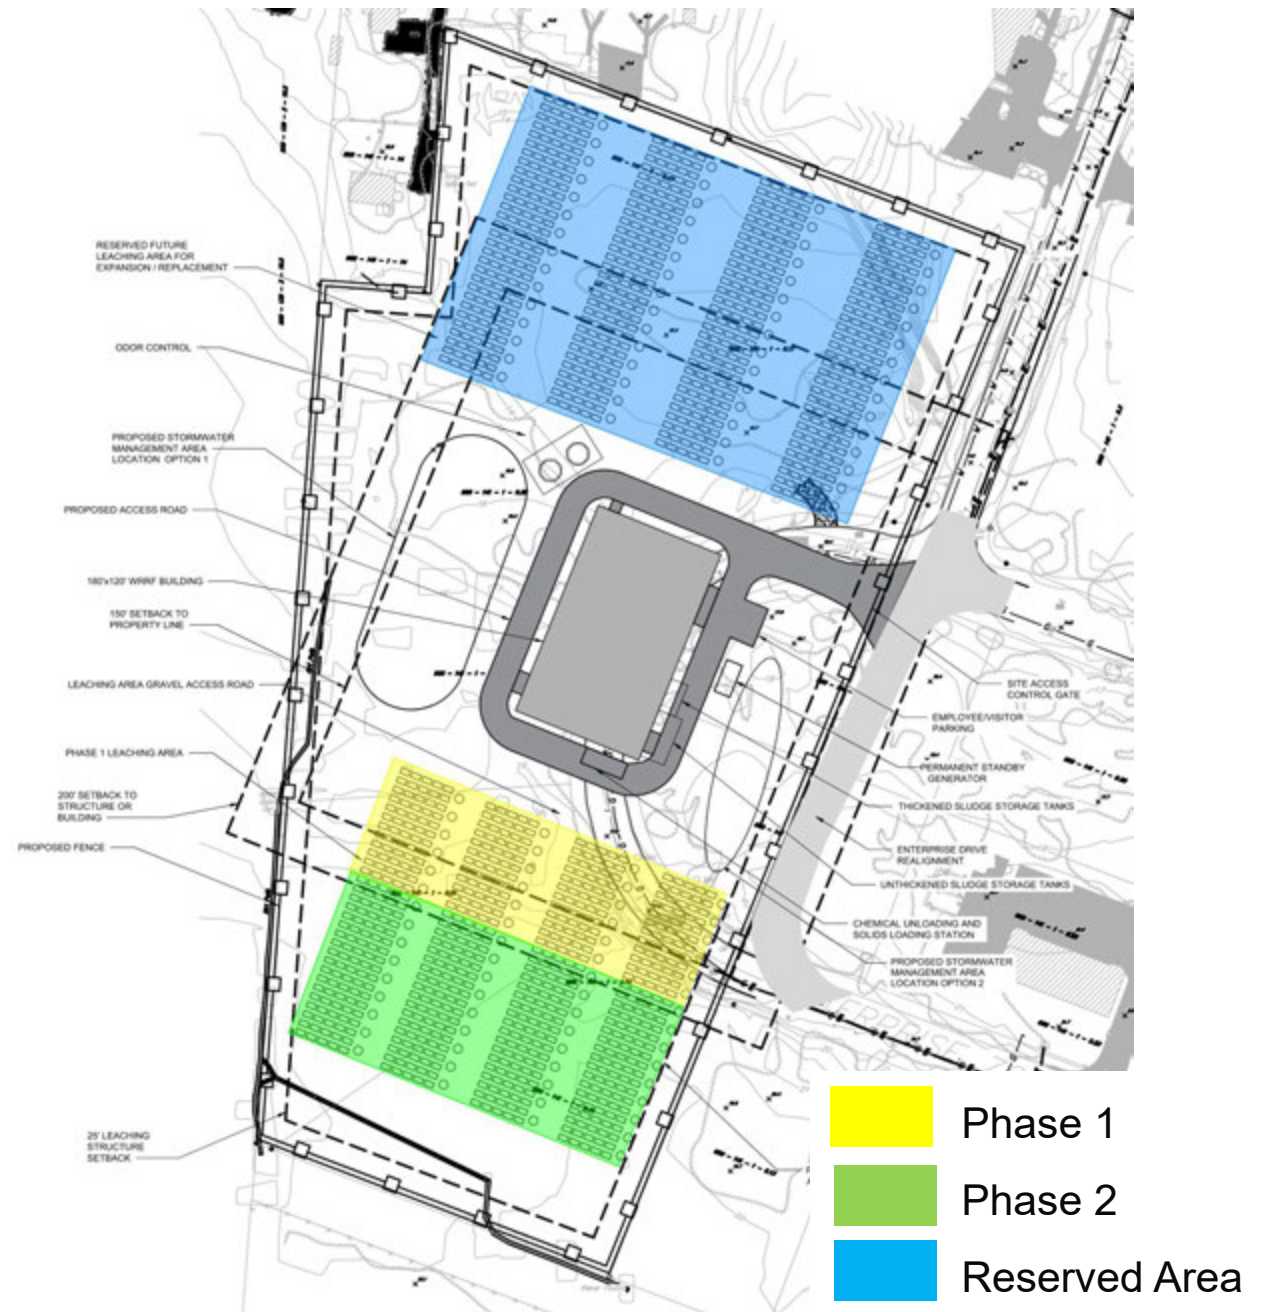 RESERVED FUTURE
LEACHING AREA FOR
EXPANSION / REPLACEMENT
ODOR CONTROL
PROPOSED STORMWATER
MANAGEMENT AREA
LOCATION OPTION 1
PROPOSED ACCESS ROAD
180'x120' WRRF BUILDING
150' SETBACK TO
PROPERTY LINE
LEACHING AREA GRAVEL ACCESS ROAD
PHASE 1 LEACHING AREA
200' SETBACK TO
STRUCTURE OR
BUILDING
PROPOSED FENCE
25' LEACHING
STRUCTURE
SETBACK
SITE ACCESS
CONTROL GATE
EMPLOYEE/VISITOR
PARKING
PERMANENT STANDBY
GENERATOR
THICKENED SLUDGE STORAGE TANKS
ENTERPRISE DRIVE
REALIGNMENT
UNTHICKENED SLUDGE STORAGE TANKS
CHEMICAL UNLOADING AND
SOLIDS LOADING STATION
PROPOSED STORMWATER
MANAGEMENT AREA
LOCATION OPTION 2
Phase 1
Phase 2
Reserved Area